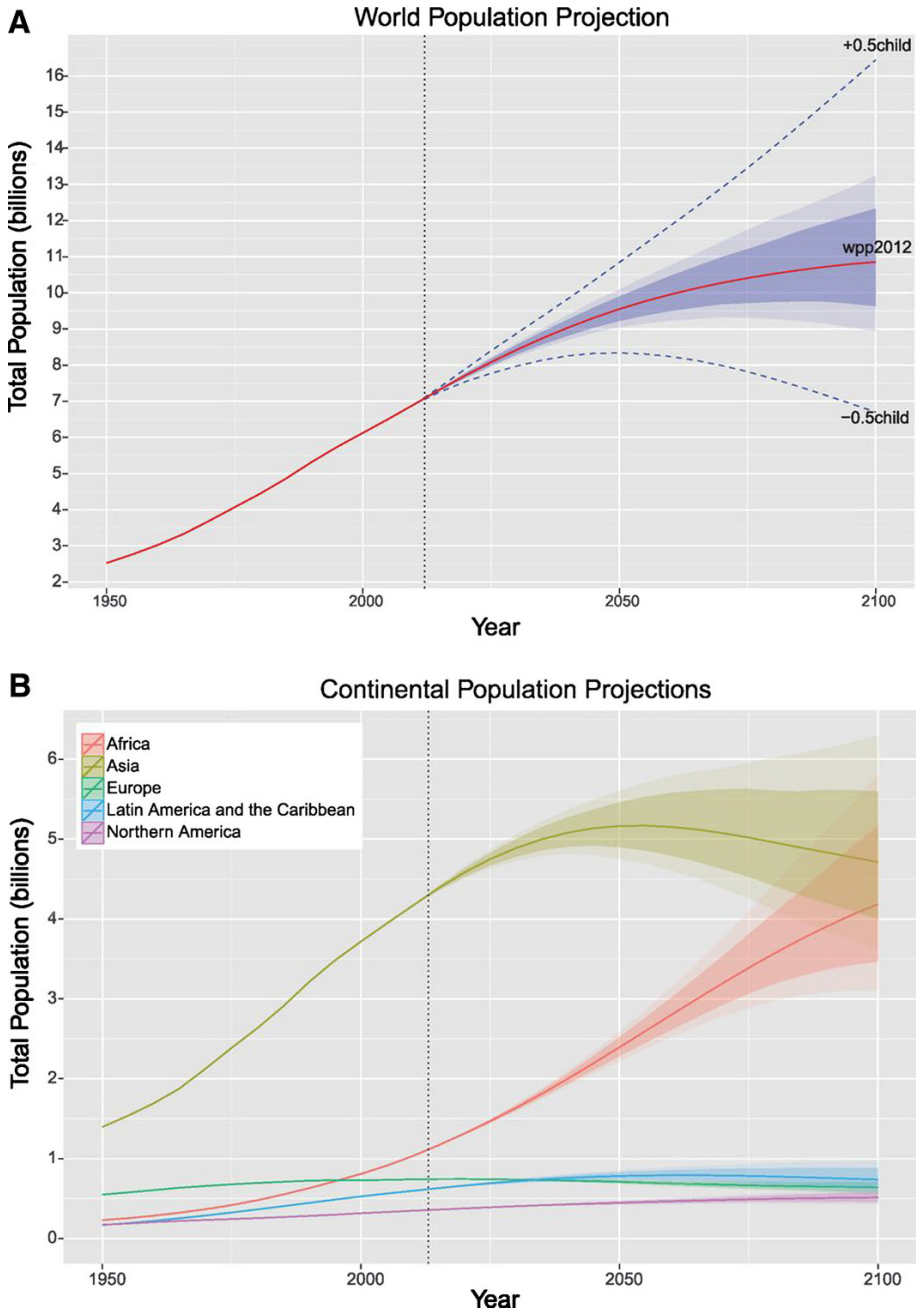 A
World Population Projection
Total Population (billions)
16
15
14
13
12
11
10
9
8
7
6
5
4
3
2
+0.5child
wpp2012
−0.5child
1950
2000
2050
2100
Year
B
Continental Population Projections
Total Population (billions)
Africa
Asia
Europe
Latin America and the Caribbean
Northern America
6
5
4
3
2
1
0
1950
2000
2050
2100
Year